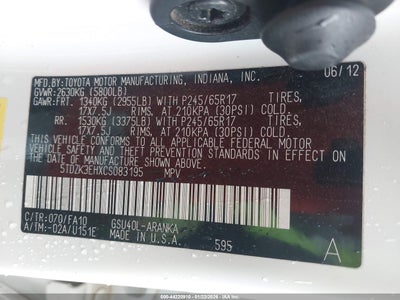 MFD.BY:TOYOTA MOTOR MANUFACTURING, INDIANA, INC.
06/12
GVWR:2630KG (5800LB)
GAWR:FRT. 1340KG (2955LB) WITH P245/65R17 TIRES,
17X7.5J RIMS, AT 210KPA (30PSI) COLD
RR. 1530KG (3375LB) WITH P245/65R17 TIRES,
17X7.5J RIMS, AT 210KPA (30PSI) COLD
THIS VEHICLE CONFORMS TO ALL APPLICABLE FEDERAL MOTOR
VEHICLE SAFETY AND THEFT PREVENTION STANDARDS IN EFFECT
ON THE DATE OF MANUFACTURE SHOWN ABOVE.
5TDZK3EHXCS083195 MPV
C/TR:070/FA10 GSU40L-ARANKA
A/TM:-02A/U151E
MADE IN U.S.A. 595
A